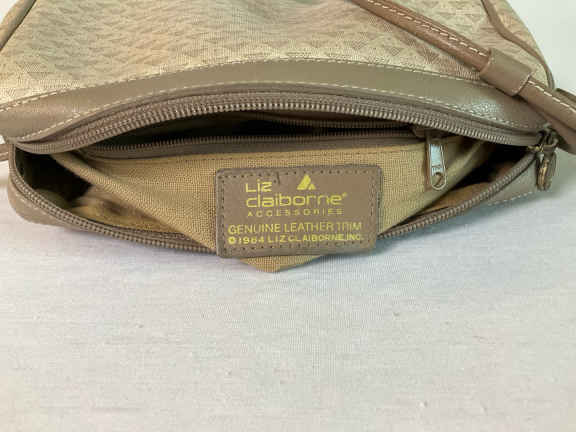 Liz
claiborne®
ACCESSORIES
GENUINE LEATHER TRIM
© 1984 LIZ CLAIBORNE, INC.